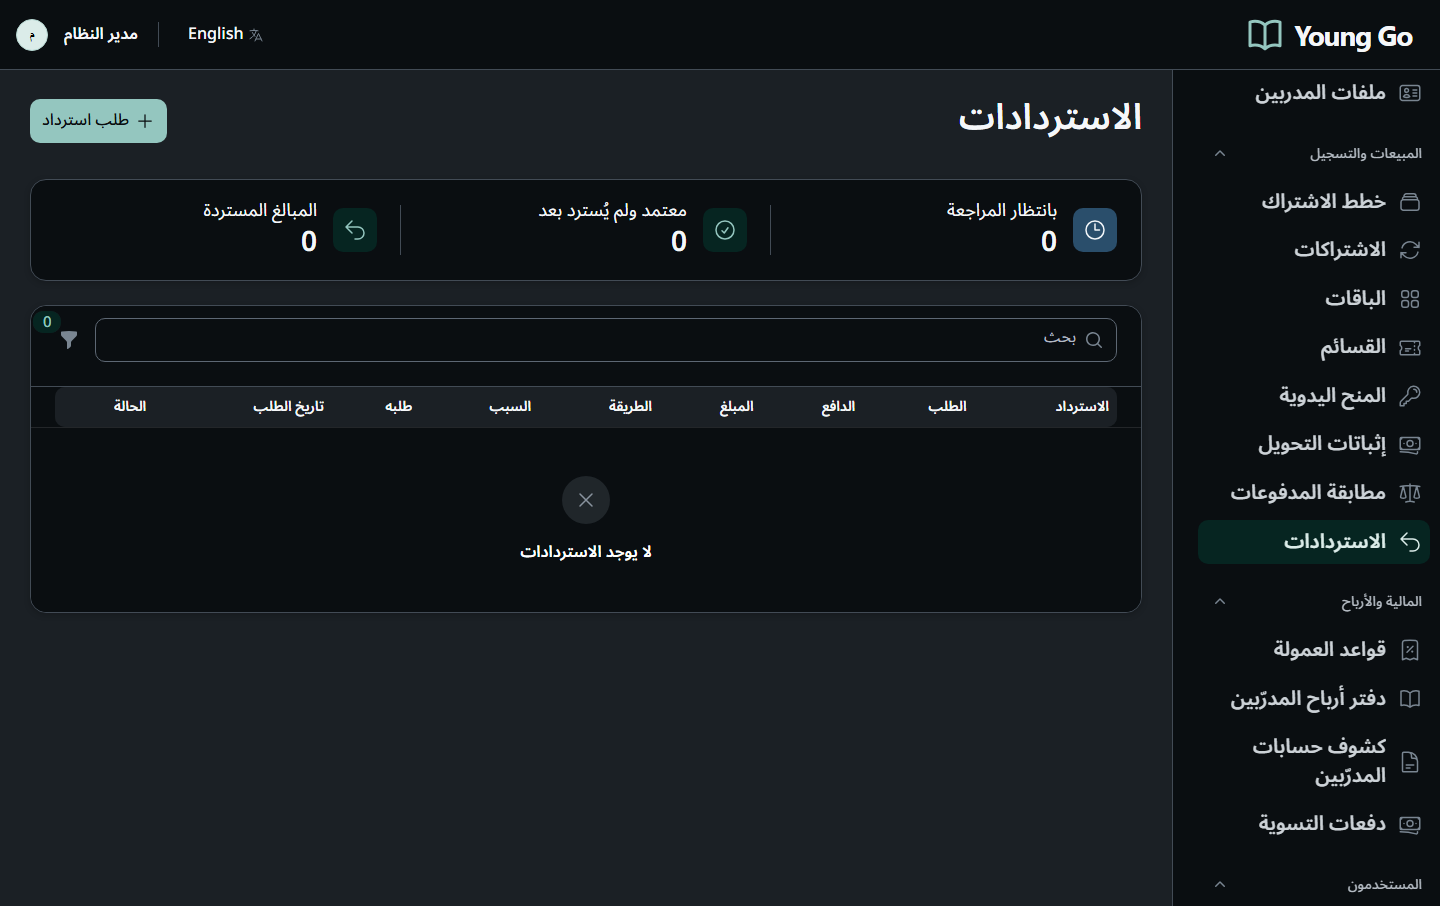 Young Go
English
مدير النظام
م
ملفات المدربين
المبيعات والتسجيل
خطط الاشتراك
الاشتراكات
الباقات
القسائم
المنح اليدوية
إثباتات التحويل
مطابقة المدفوعات
الاستردادات
المالية والأرباح
قواعد العمولة
دفتر أرباح المدرّبين
كشوف حسابات
المدرّبين
دفعات التسوية
المستخدمون
الاستردادات
طلب استرداد
بانتظار المراجعة
0
معتمد ولم يُسترد بعد
0
المبالغ المستردة
0
بحث
0
الاسترداد الطلب الدافع المبلغ الطريقة السبب طلبه تاريخ الطلب الحالة
لا يوجد الاستردادات